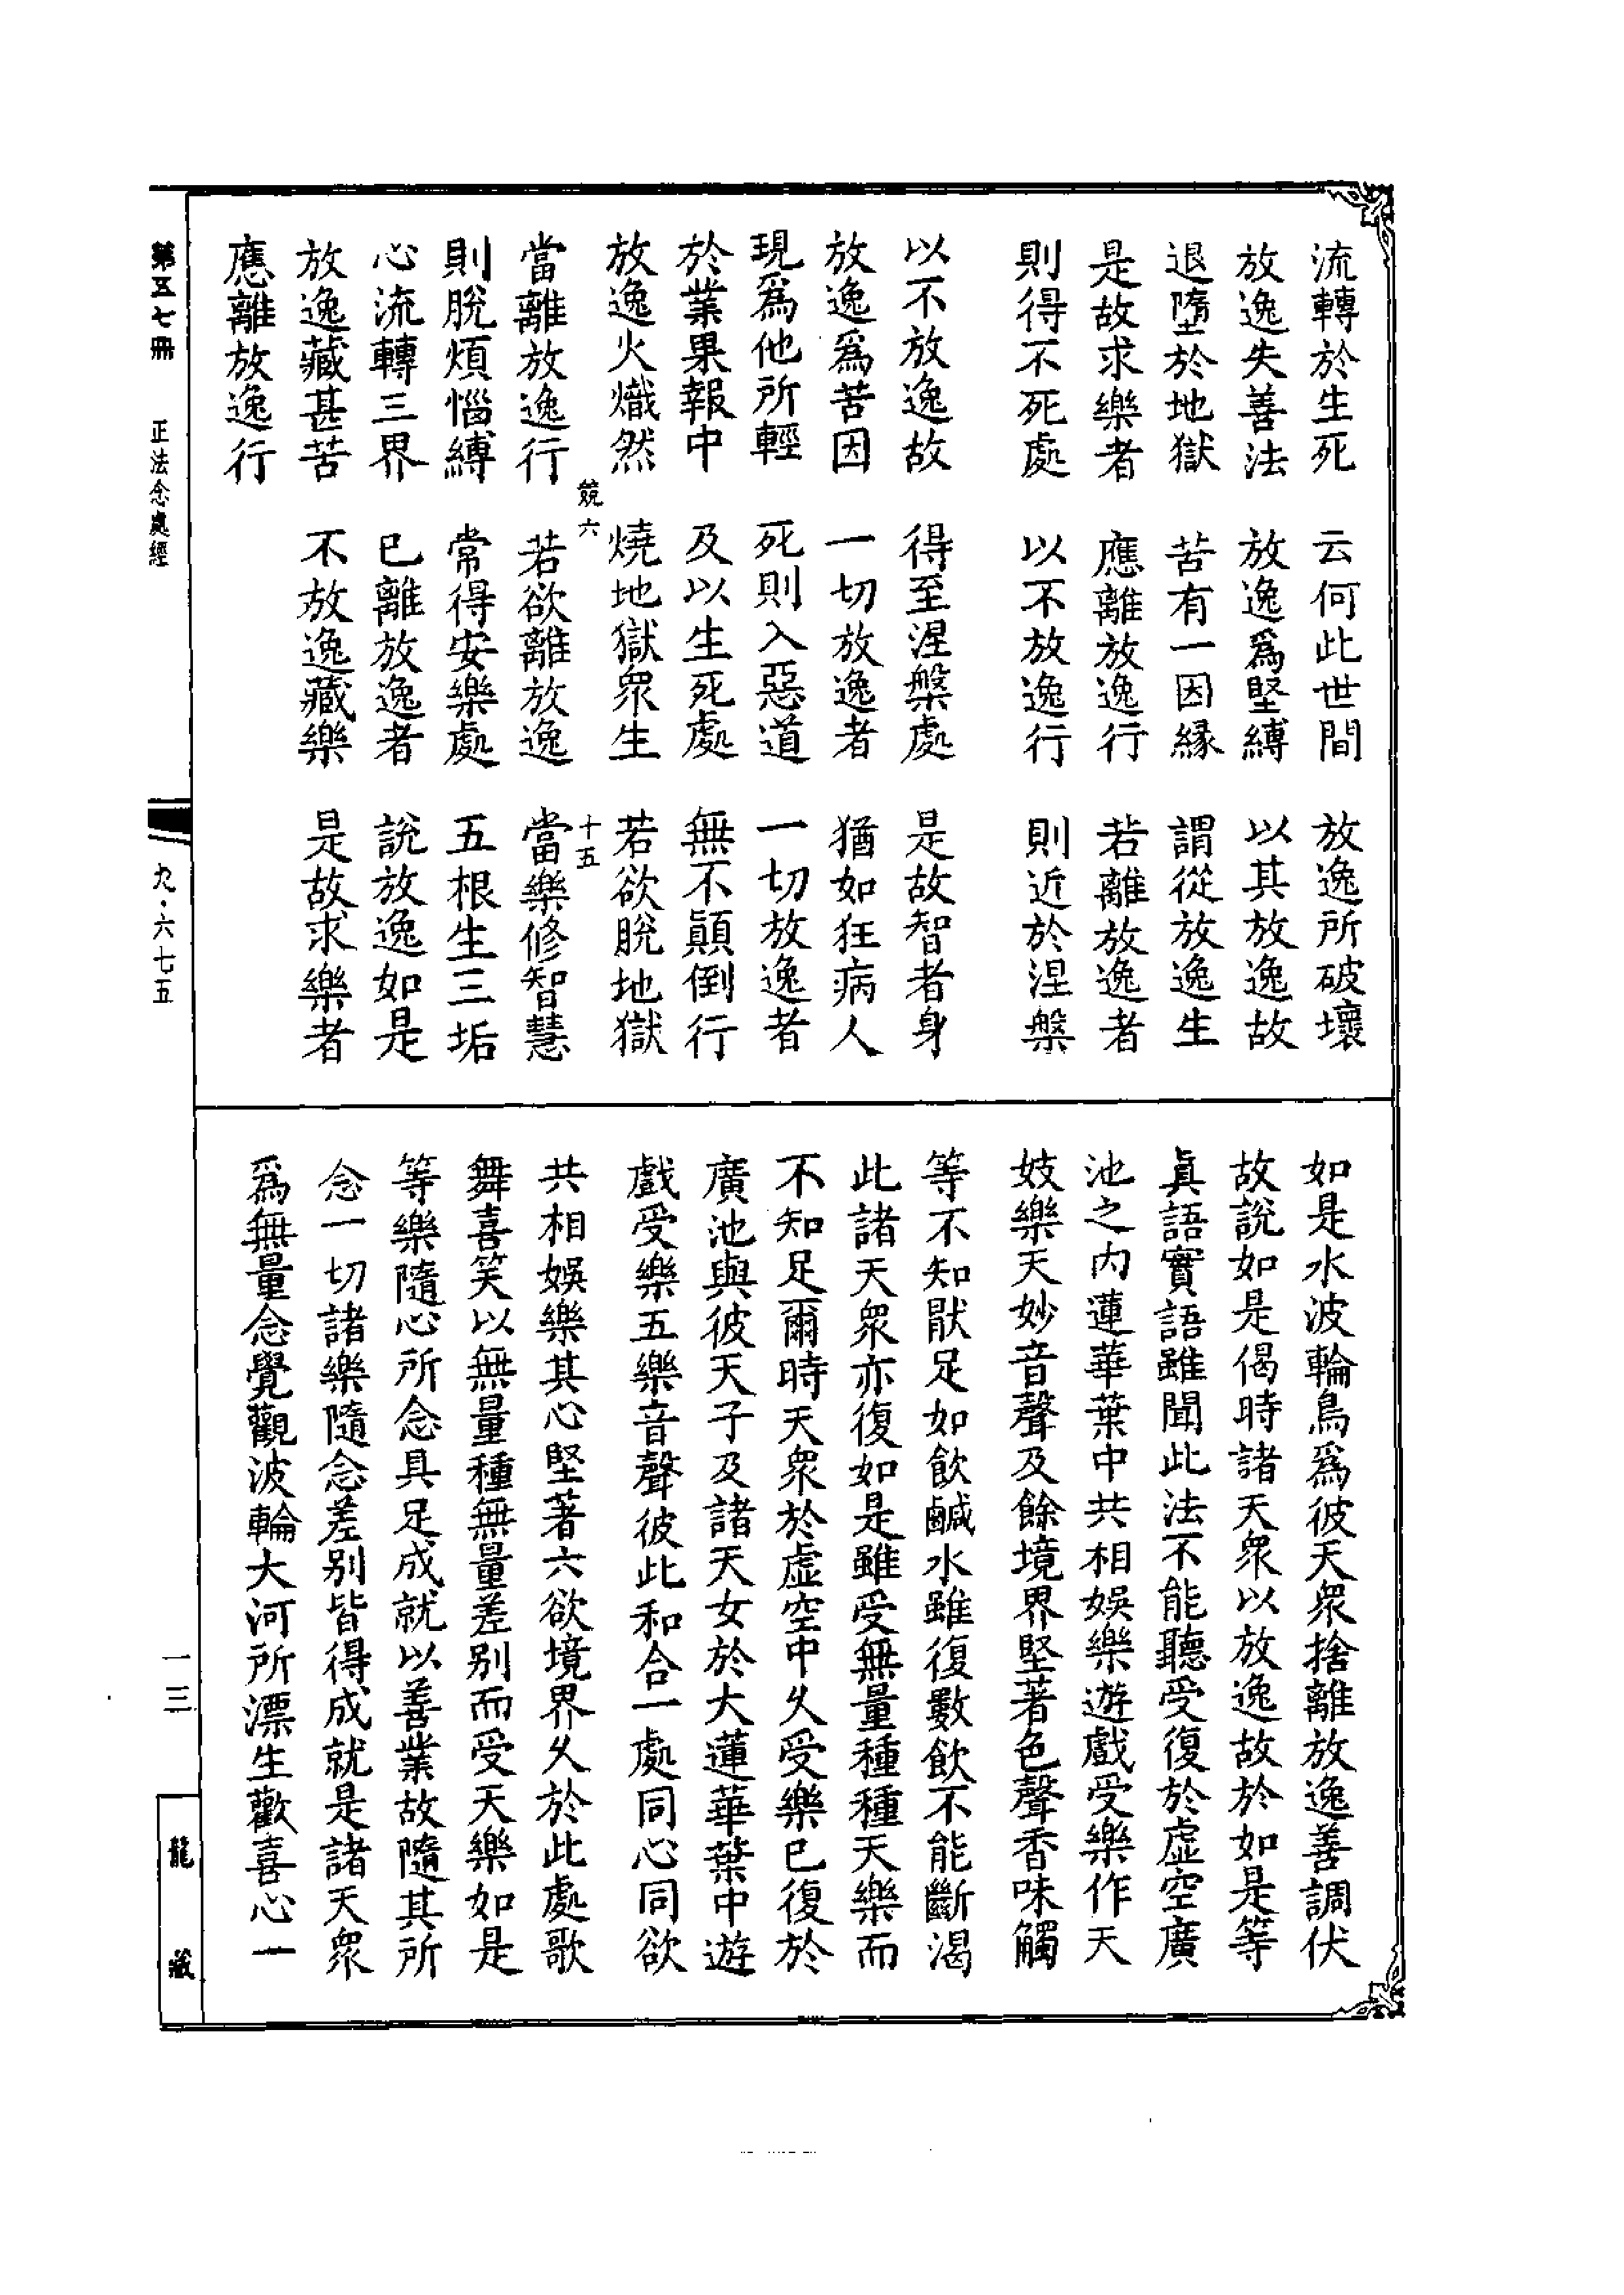 流轉於生死　云何此世間　放逸所破壞
放逸失善法　放逸爲堅縛　以其放逸故
退墮於地獄　苦有一因緣　謂從放逸生
是故求樂者　應離放逸行　若離放逸者
則得不死處　以不放逸行　則近於涅槃
以不放逸故　得至涅槃處　是故智者身
放逸爲苦因　一切放逸者　猶如狂病人
現爲他所輕　死則入惡道　一切放逸者
於業果報中　及以生死處　無不顛倒行
放逸火熾然　燒地獄眾生　若欲脫地獄
競六　十五
當離放逸行　若欲離放逸　當樂修智慧
則脫煩惱縛　常得安樂處　五根生三垢
心流轉三界　已離放逸者　說放逸如是
放逸藏甚苦　不放逸藏樂　是故求樂者
應離放逸行
如是水波輪鳥爲彼天眾捨離放逸善調伏
故說如是偈時諸天眾以放逸故於如是等
眞語實語雖聞此法不能聽受復於虛空廣
池之內蓮華葉中共相娛樂遊戲受樂作天
妓樂天妙音聲及餘境界堅著色聲香味觸
等不知猒足如飲鹹水雖復數飲不能斷渴
此諸天眾亦復如是雖受無量種種天樂而
不知足爾時天眾於虛空中久受樂已復於
廣池與彼天子及諸天女於大蓮華葉中遊
戲受樂五樂音聲彼此和合一處同心同欲
共相娛樂其心堅著六欲境界久於此處歌
舞喜笑以無量種無量差別而受天樂如是
等樂隨心所念具足成就以善業故隨其所
念一切諸樂隨念差別皆得成就是諸天眾
爲無量念覺觀波輪大河所漂生歡喜心一
第五七冊　正法念處經　九·六七五
一三
龍藏